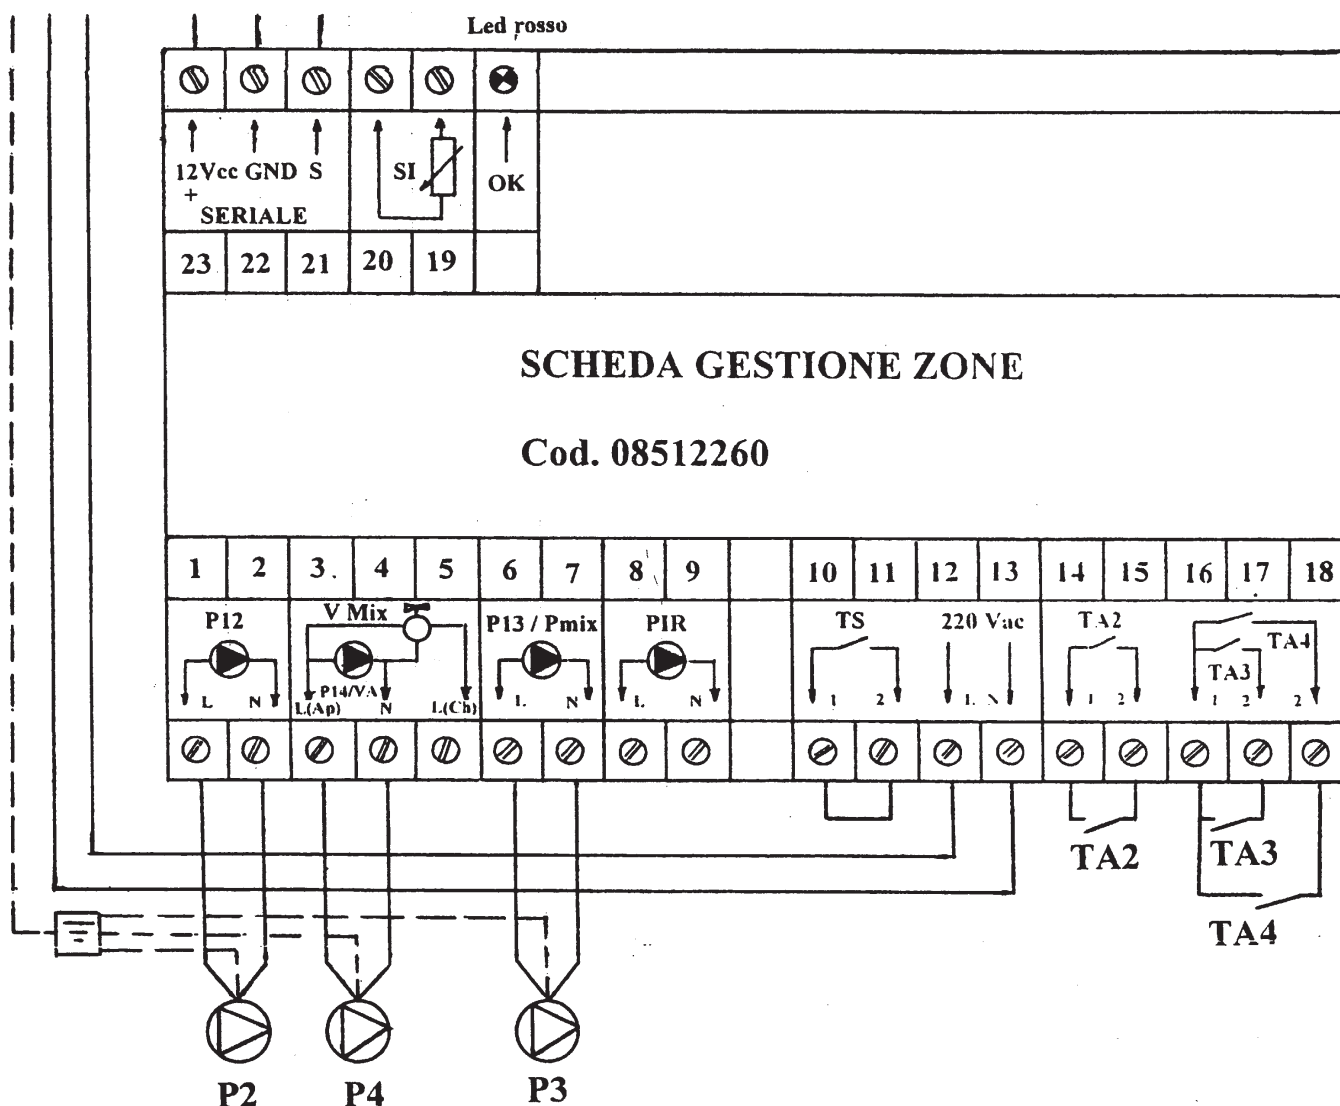 Led rosso
12Vcc GND S
SI
OK
+
SERIALE
23 22 21 20 19
SCHEDA GESTIONE ZONE
Cod. 08512260
1 2 3 4 5 6 7 8 9 10 11 12 13 14 15 16 17 18
P12
V Mix
P13 / Pmix
PIR
TS
220 Vac
TA2
TA4
TA3
P14/VA
L N L(Ap) N L(Ch) L N L N 1 2 L N 1 2 1 2 2
TA2
TA3
TA4
P2
P4
P3